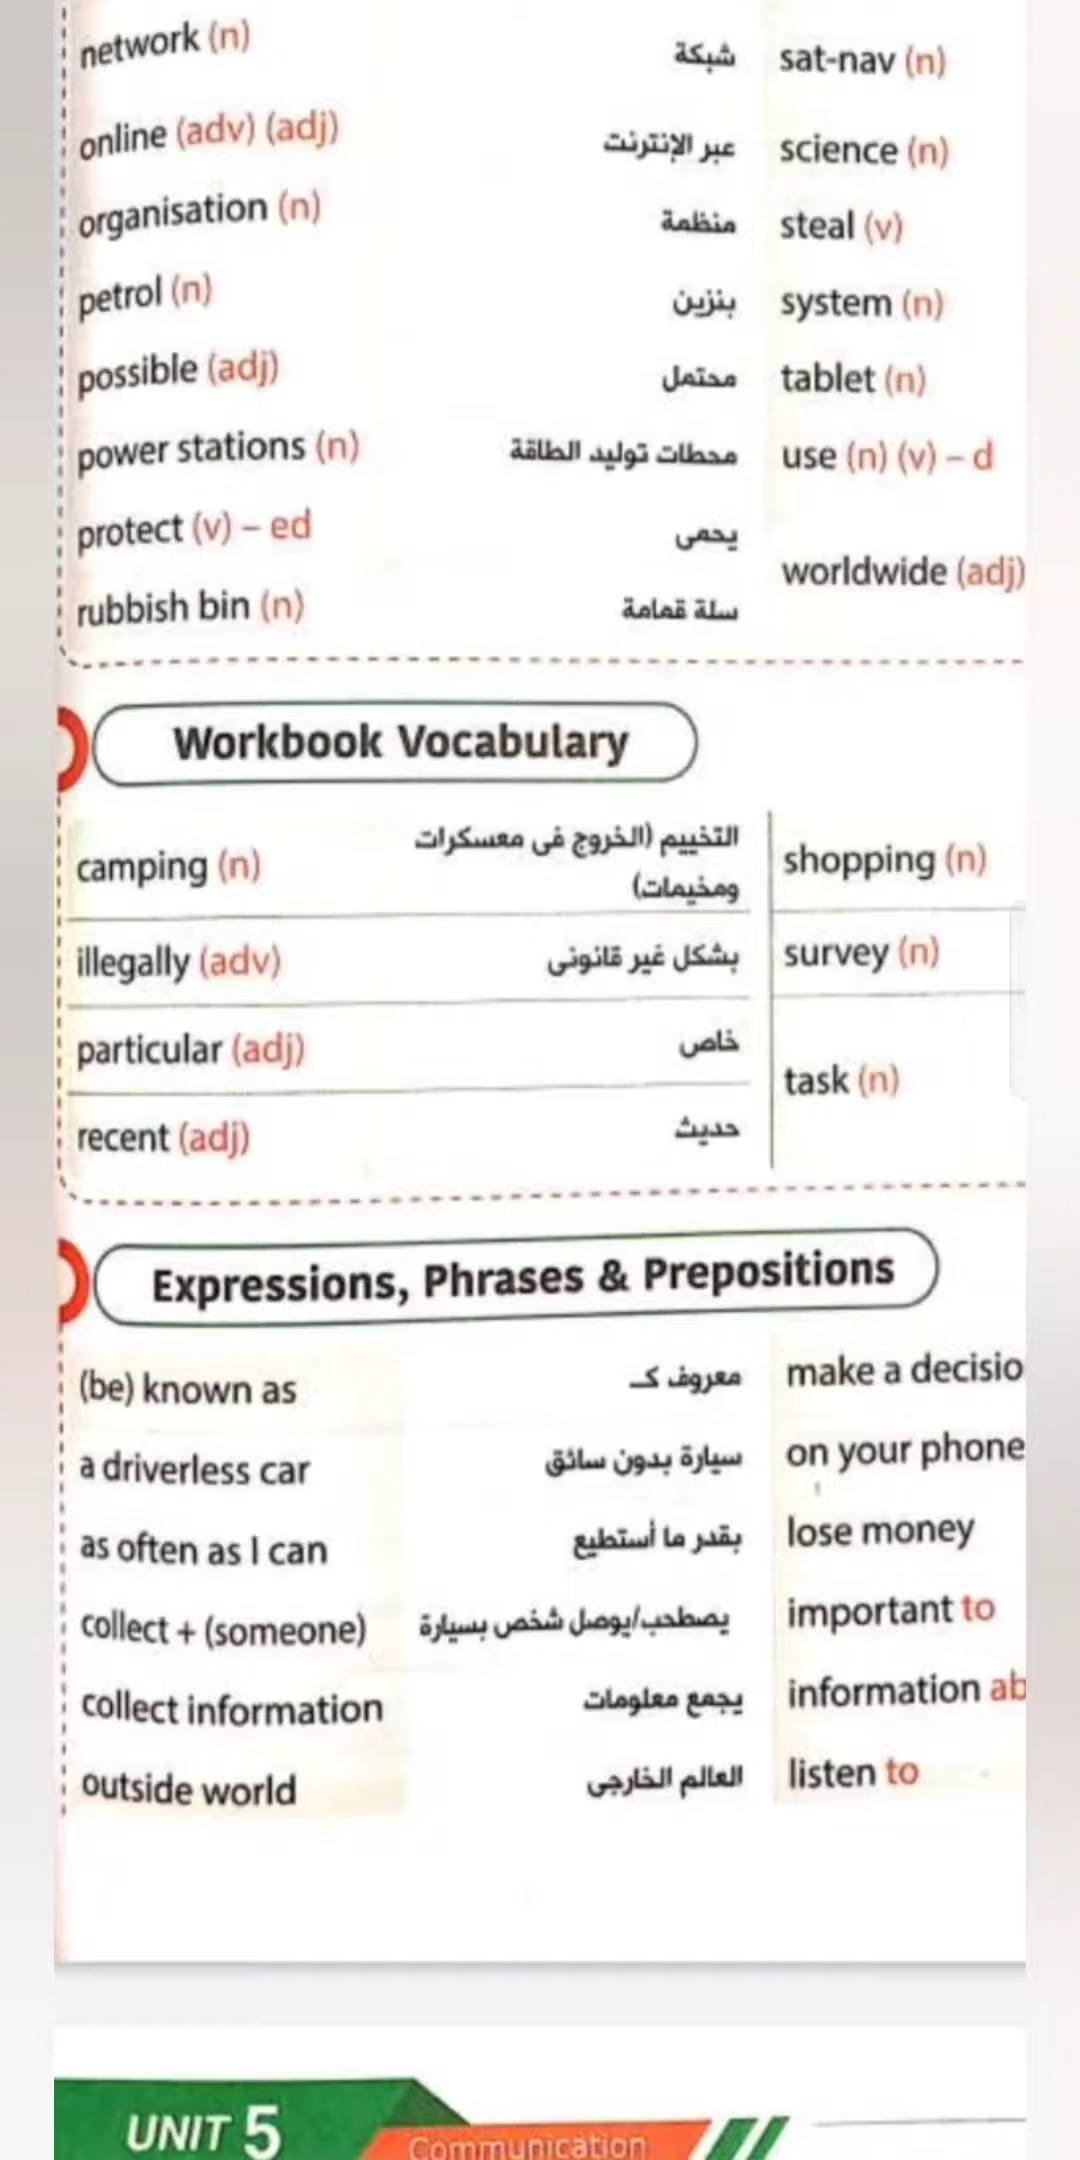 network (n) شبكة sat-nav (n)
online (adv) (adj) عبر الإنترنت science (n)
organisation (n) منظمة steal (v)
petrol (n) بنزين system (n)
possible (adj) محتمل tablet (n)
power stations (n) محطات توليد الطاقة use (n) (v) – d
protect (v) – ed يحمى
worldwide (adj)
rubbish bin (n) سلة قمامة
Workbook Vocabulary
camping (n) التخييم (الخروج فى معسكرات shopping (n)
ومخيمات)
illegally (adv) بشكل غير قانونى survey (n)
particular (adj) خاص
task (n)
recent (adj) حديث
Expressions, Phrases & Prepositions
(be) known as معروف كـ make a decisio
a driverless car سيارة بدون سائق on your phone
as often as I can بقدر ما أستطيع lose money
collect + (someone) يصطحب/يوصل شخص بسيارة important to
collect information يجمع معلومات information ab
outside world العالم الخارجى listen to
UNIT 5
Communication